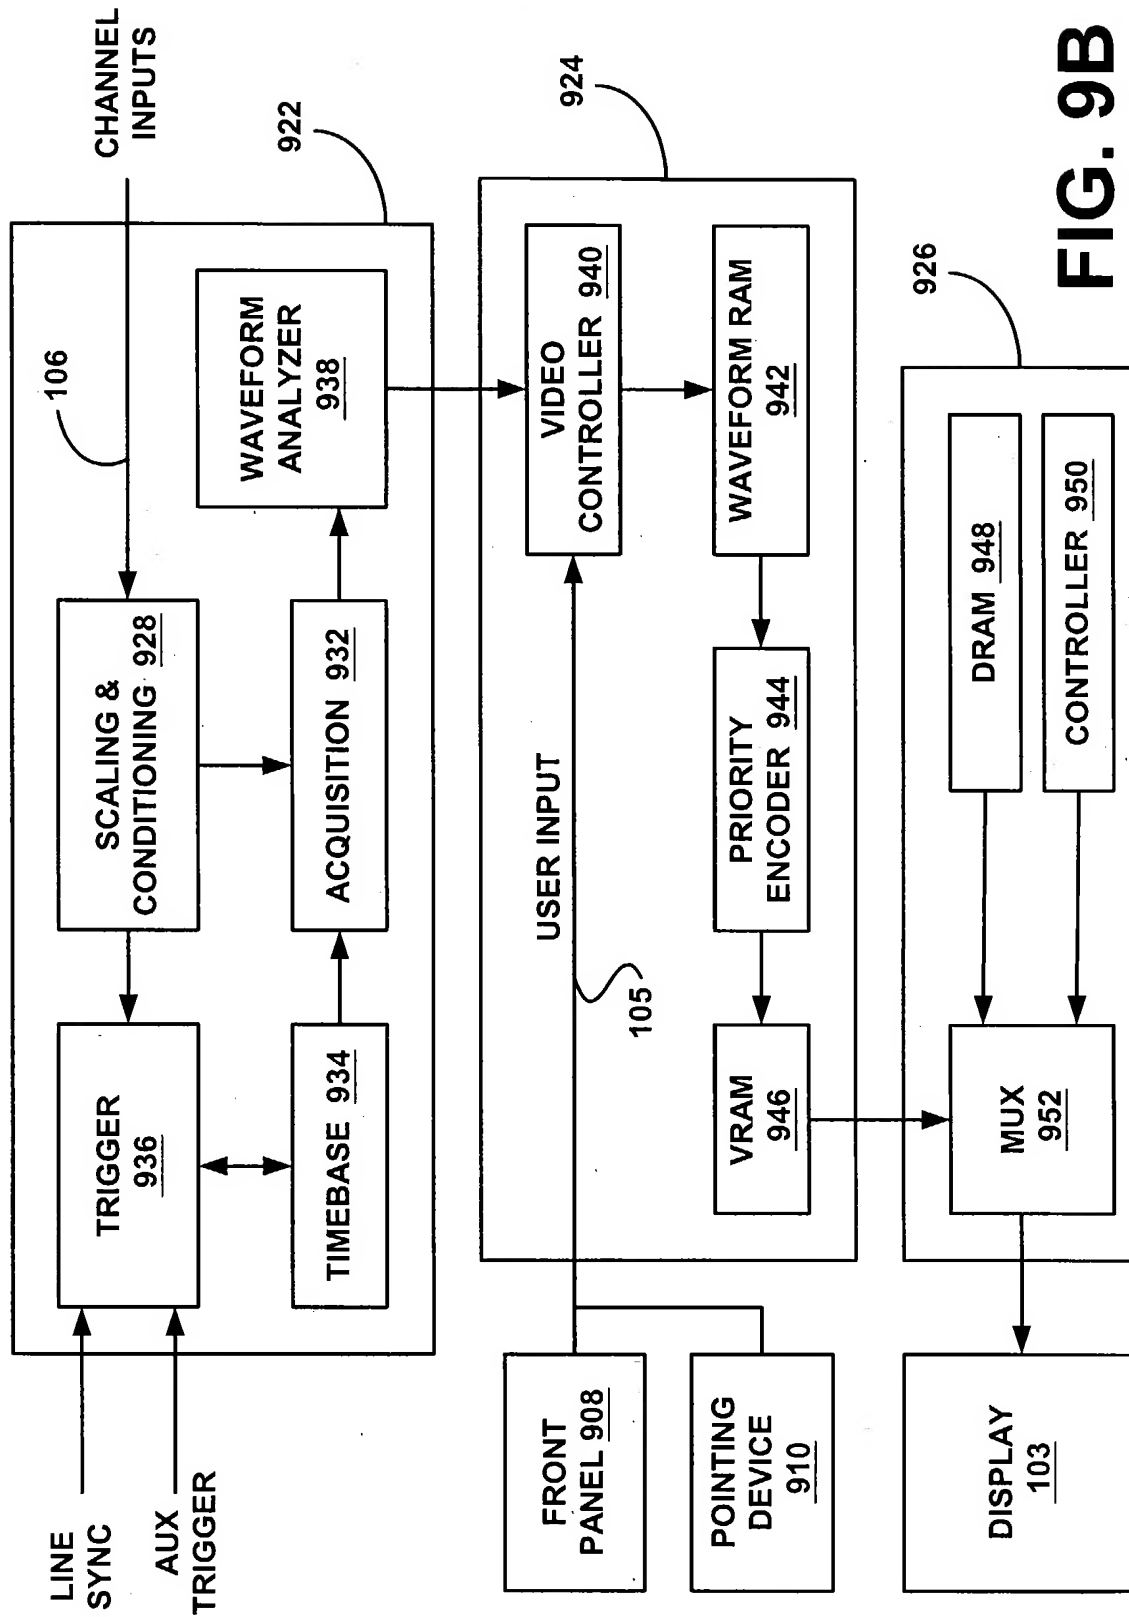 CHANNEL
INPUTS
106
922
LINE
SYNC
AUX
TRIGGER
TRIGGER
936
SCALING &
CONDITIONING 928
TIMEBASE 934
ACQUISITION 932
WAVEFORM
ANALYZER
938
924
FRONT
PANEL 908
POINTING
DEVICE
910
USER INPUT
105
VIDEO
CONTROLLER 940
VRAM
946
PRIORITY
ENCODER 944
WAVEFORM RAM
942
926
DISPLAY
103
MUX
952
DRAM 948
CONTROLLER 950
FIG. 9B